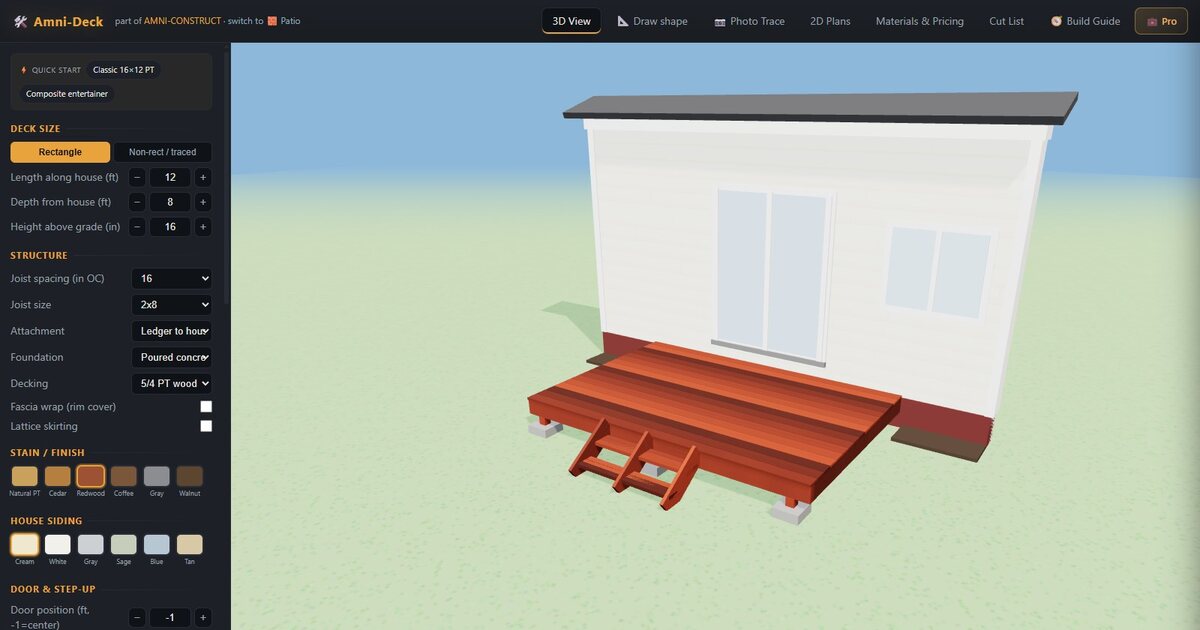 Amni-Deck part of AMNI-CONSTRUCT · switch to Patio
3D View Draw shape Photo Trace 2D Plans Materials & Pricing Cut List Build Guide Pro
QUICK START Classic 16×12 PT
Composite entertainer
DECK SIZE
Rectangle Non-rect / traced
Length along house (ft) − 12 +
Depth from house (ft) − 8 +
Height above grade (in) − 16 +
STRUCTURE
Joist spacing (in OC) 16
Joist size 2x8
Attachment Ledger to hous
Foundation Poured concre
Decking 5/4 PT wood
Fascia wrap (rim cover)
Lattice skirting
STAIN / FINISH
Natural PT Cedar Redwood Coffee Gray Walnut
HOUSE SIDING
Cream White Gray Sage Blue Tan
DOOR & STEP-UP
Door position (ft, -1=center) − -1 +